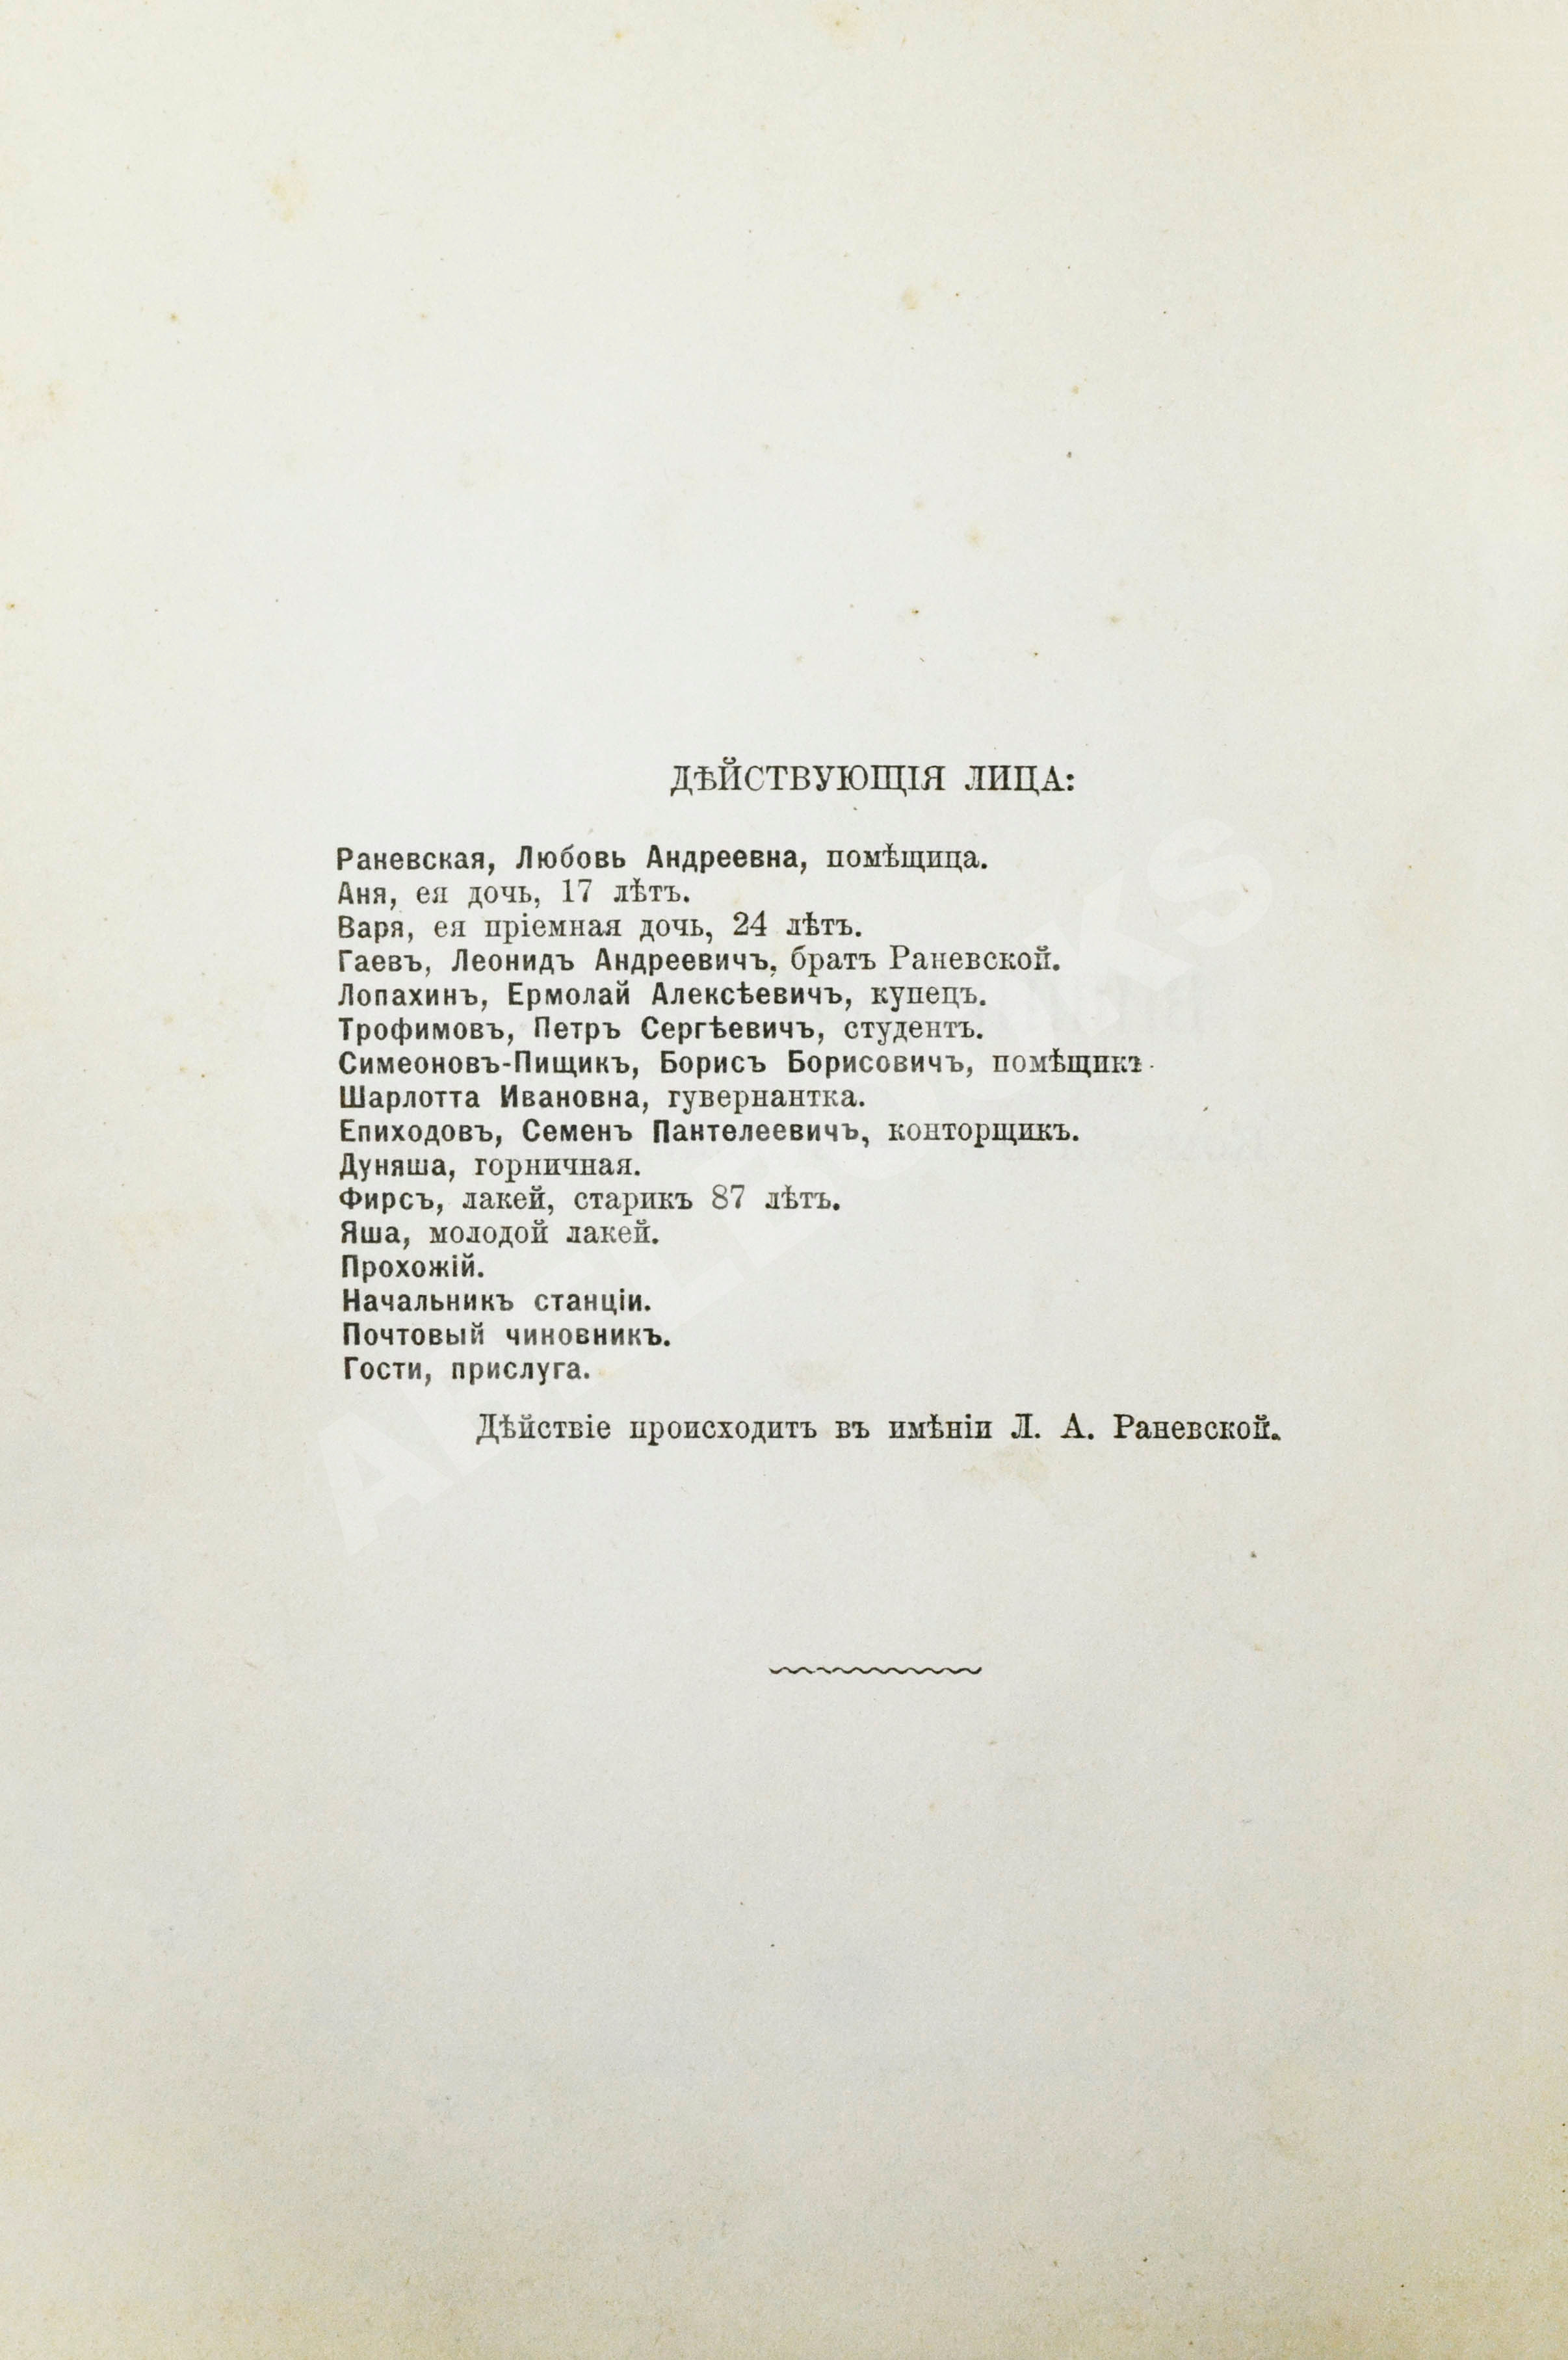 ДѢЙСТВУЮЩІЯ ЛИЦА:
Раневская, Любовь Андреевна, помѣщица.
Аня, ея дочь, 17 лѣтъ.
Варя, ея пріемная дочь, 24 лѣтъ.
Гаевъ, Леонидъ Андреевичъ, братъ Раневской.
Лопахинъ, Ермолай Алексѣевичъ, купецъ.
Трофимовъ, Петръ Сергѣевичъ, студентъ.
Симеоновъ-Пищикъ, Борисъ Борисовичъ, помѣщикъ.
Шарлотта Ивановна, гувернантка.
Епиходовъ, Семенъ Пантелеевичъ, конторщикъ.
Дуняша, горничная.
Фирсъ, лакей, старикъ 87 лѣтъ.
Яша, молодой лакей.
Прохожій.
Начальникъ станціи.
Почтовый чиновникъ.
Гости, прислуга.
Дѣйствіе происходитъ въ имѣніи Л. А. Раневской.